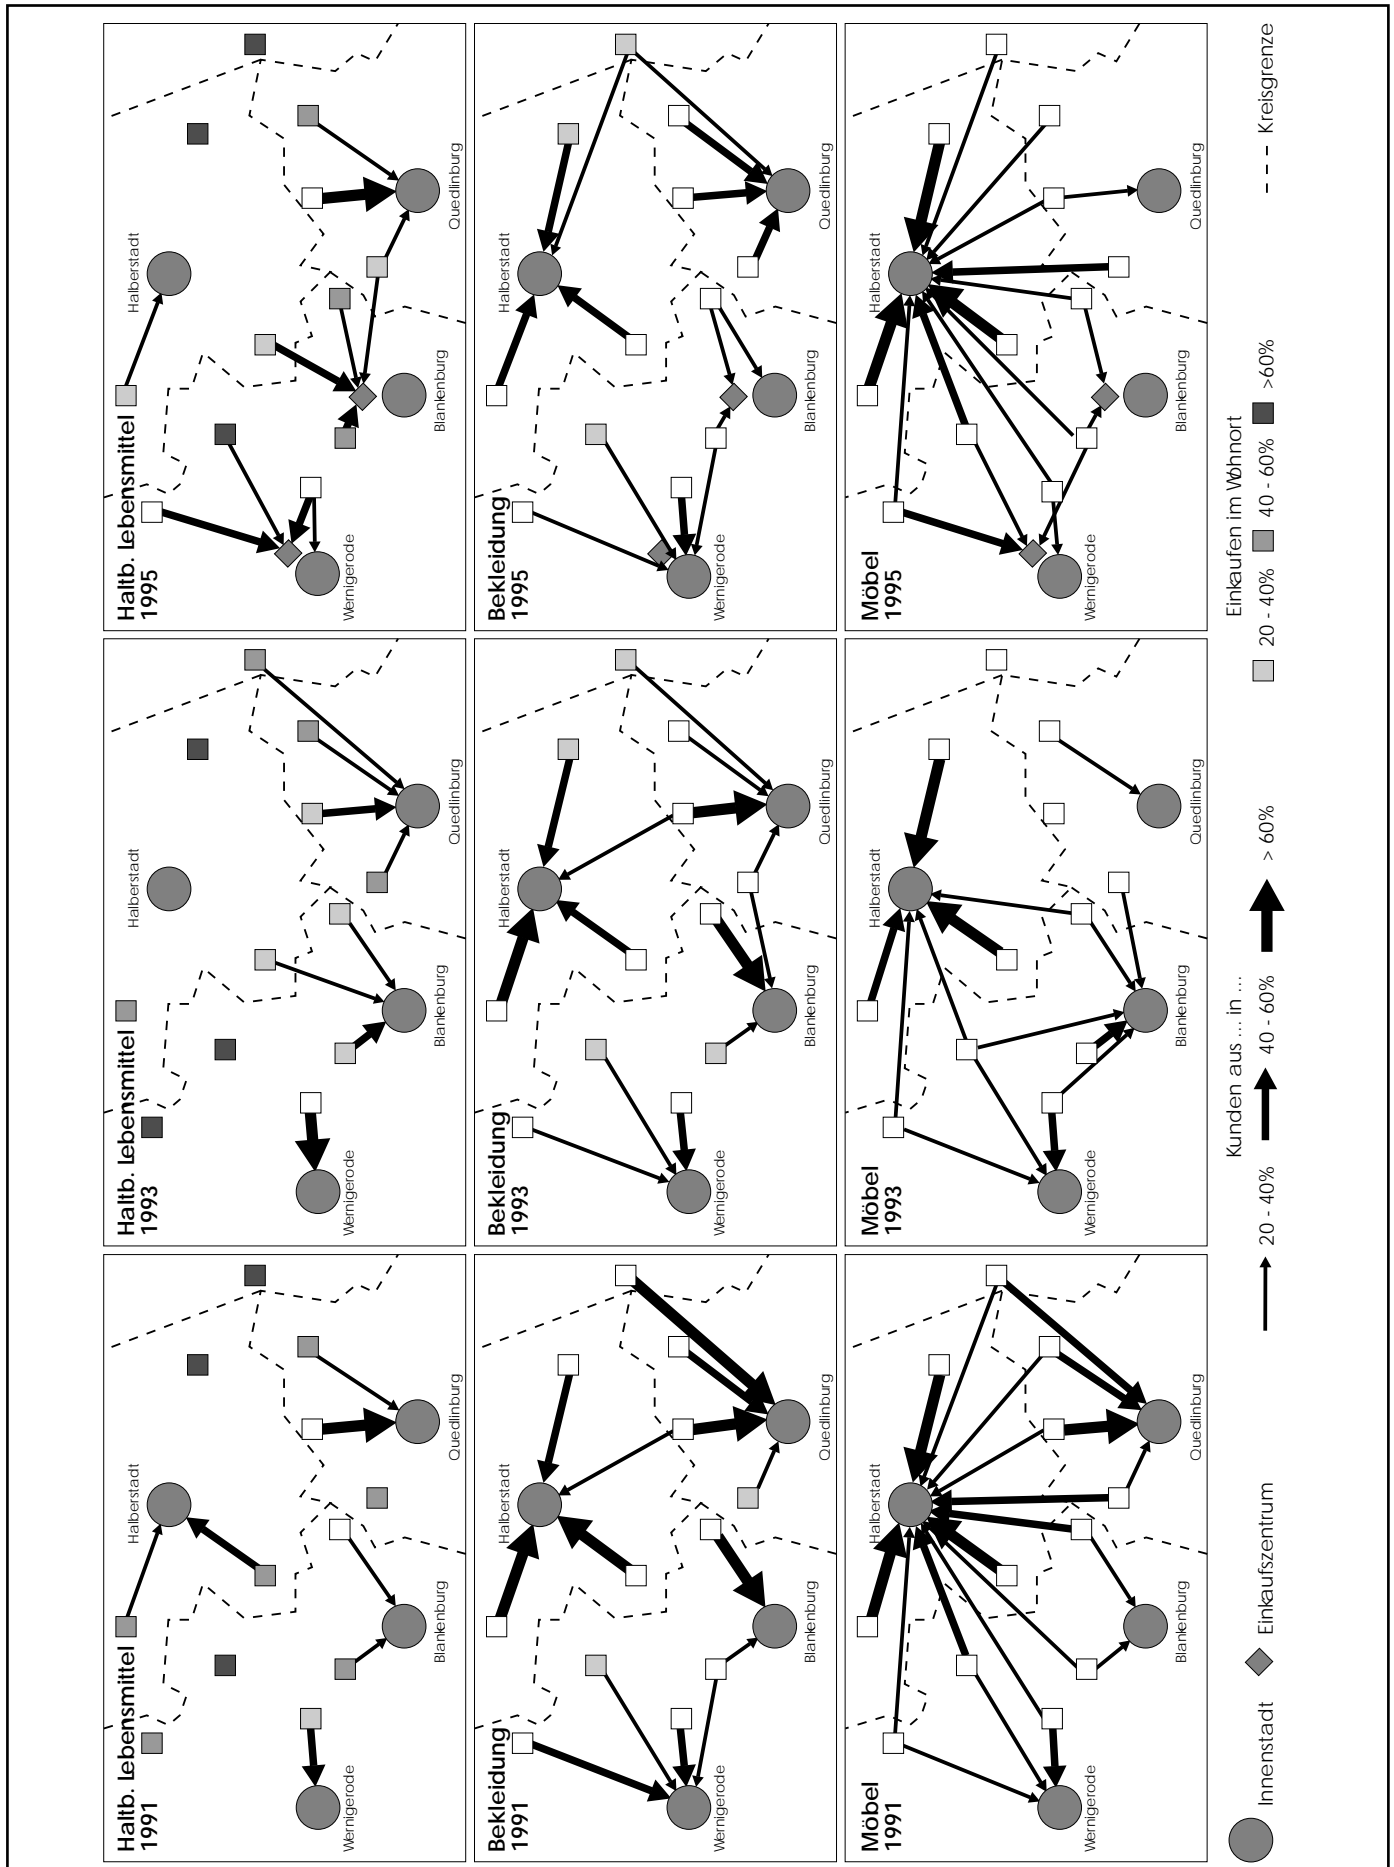 Haltb. Lebensmittel
1991
Halberstadt
Wernigerode
Blankenburg
Quedlinburg
Haltb. Lebensmittel
1993
Halberstadt
Wernigerode
Blankenburg
Quedlinburg
Haltb. Lebensmittel
1995
Halberstadt
Wernigerode
Blankenburg
Quedlinburg
Bekleidung
1991
Halberstadt
Wernigerode
Blankenburg
Quedlinburg
Bekleidung
1993
Halberstadt
Wernigerode
Blankenburg
Quedlinburg
Bekleidung
1995
Halberstadt
Wernigerode
Blankenburg
Quedlinburg
Möbel
1991
Halberstadt
Wernigerode
Blankenburg
Quedlinburg
Möbel
1993
Halberstadt
Wernigerode
Blankenburg
Quedlinburg
Möbel
1995
Halberstadt
Wernigerode
Blankenburg
Quedlinburg
Innenstadt
Einkaufszentrum
Kunden aus ... in ...
20 - 40%
40 - 60%
> 60%
Einkaufen im Wohnort
20 - 40%
40 - 60%
>60%
Kreisgrenze